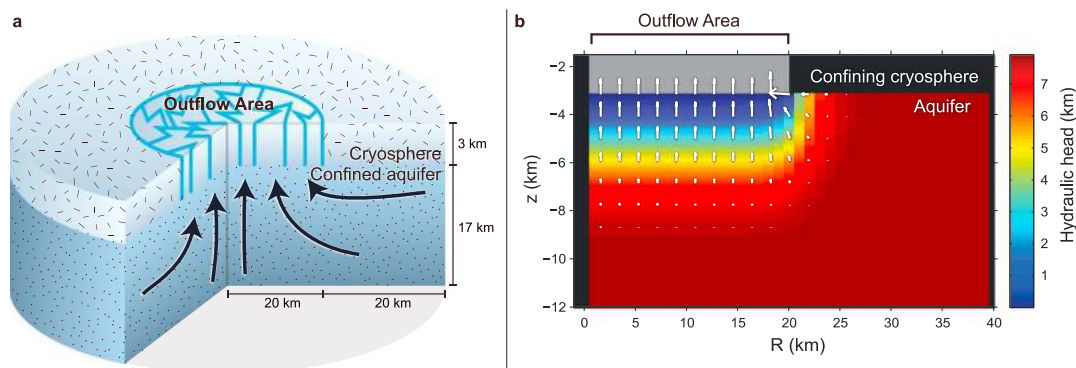 a
Outflow Area
Cryosphere
Confined aquifer
3 km
17 km
20 km
20 km
b
Outflow Area
Confining cryosphere
Aquifer
−2
−4
−6
−8
−10
−12
z (km)
0
5
10
15
20
25
30
35
40
R (km)
7
6
5
4
3
2
1
Hydraulic head (km)